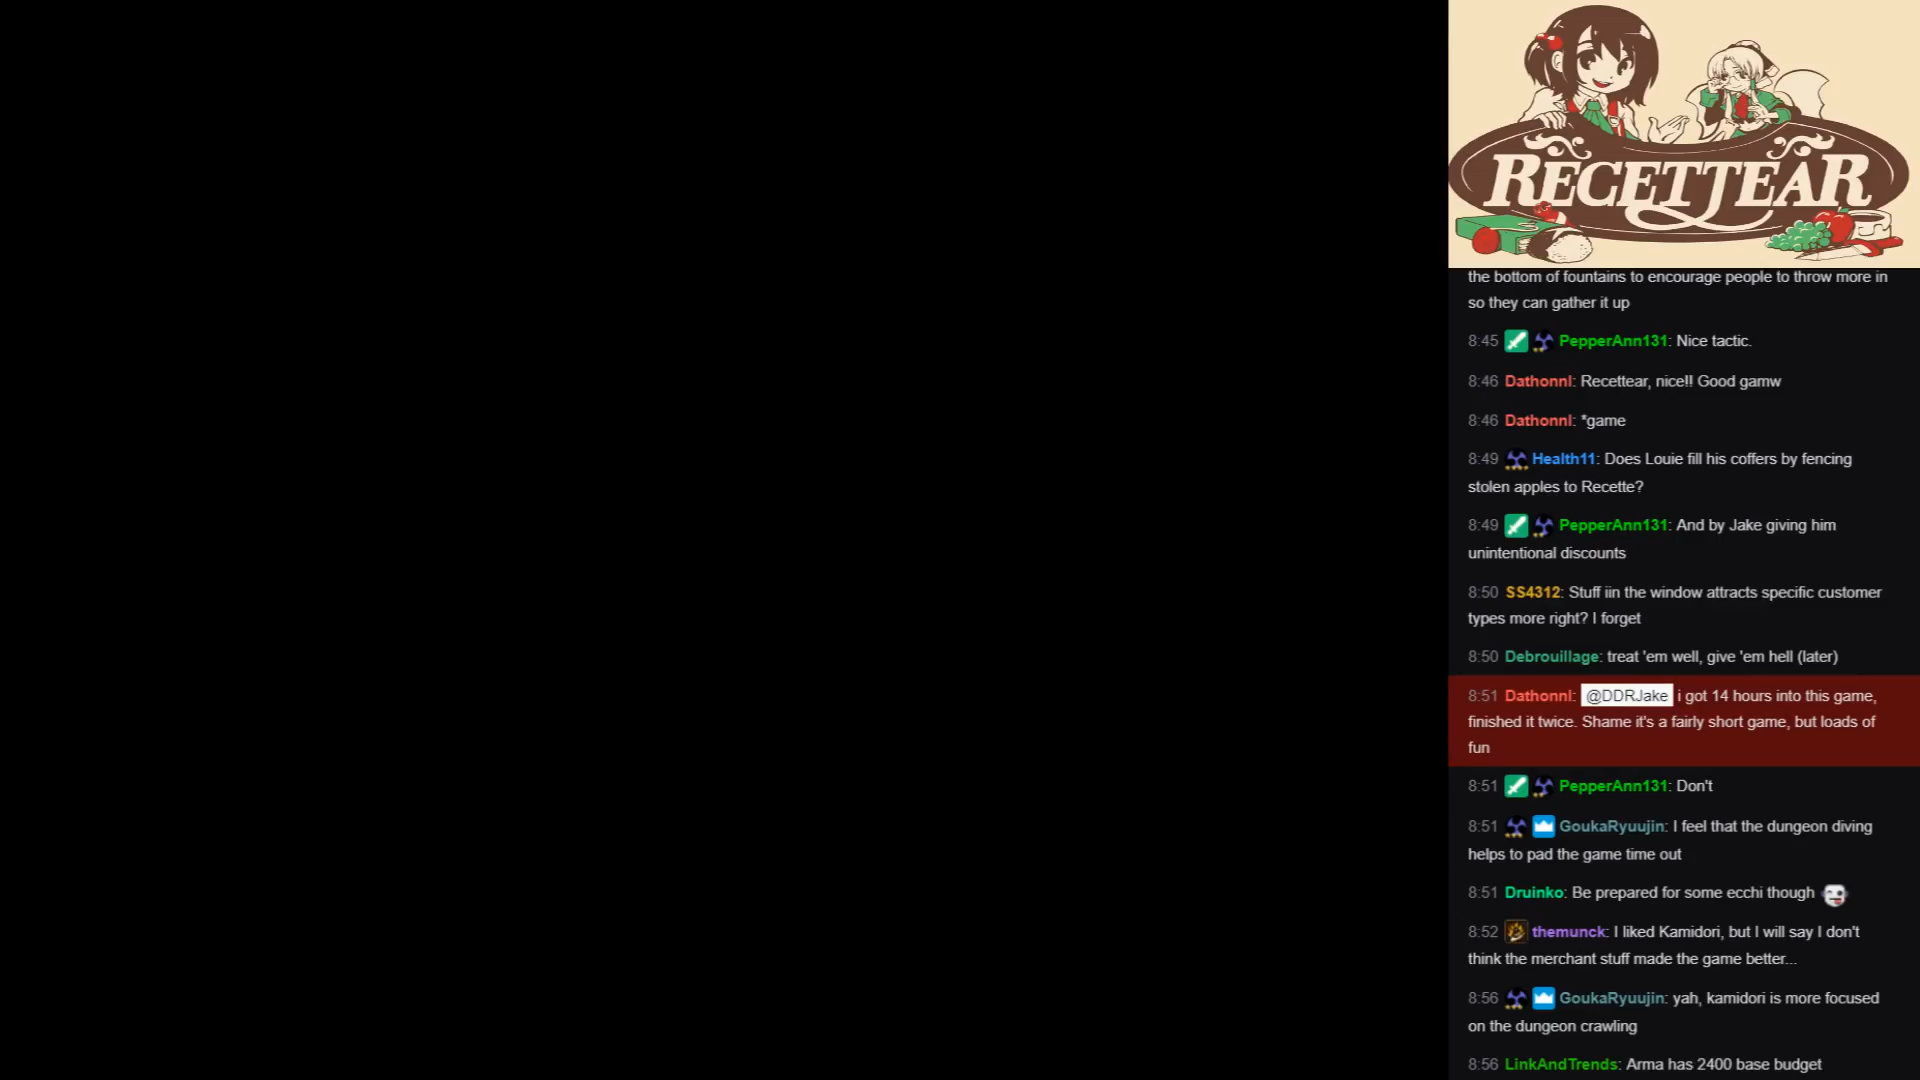 RECETTEAR
the bottom of fountains to encourage people to throw more in
so they can gather it up
8:45 PepperAnn131: Nice tactic.
8:46 Dathonnl: Recettear, nice!! Good gamw
8:46 Dathonnl: *game
8:49 Health11: Does Louie fill his coffers by fencing
stolen apples to Recette?
8:49 PepperAnn131: And by Jake giving him
unintentional discounts
8:50 SS4312: Stuff iin the window attracts specific customer
types more right? I forget
8:50 Debrouillage: treat 'em well, give 'em hell (later)
8:51 Dathonnl: @DDRJake i got 14 hours into this game,
finished it twice. Shame it's a fairly short game, but loads of
fun
8:51 PepperAnn131: Don't
8:51 GoukaRyuujin: I feel that the dungeon diving
helps to pad the game time out
8:51 Druinko: Be prepared for some ecchi though
8:52 themunck: I liked Kamidori, but I will say I don't
think the merchant stuff made the game better...
8:56 GoukaRyuujin: yah, kamidori is more focused
on the dungeon crawling
8:56 LinkAndTrends: Arma has 2400 base budget